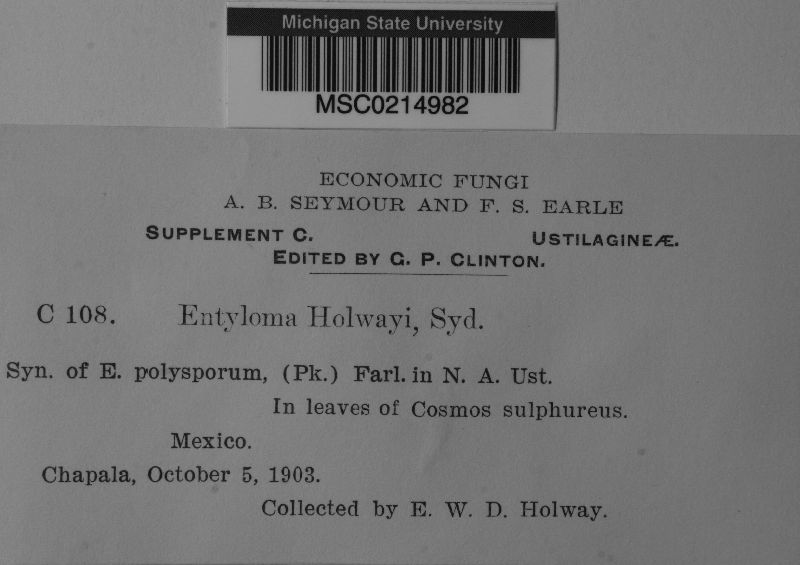 Michigan State University
MSC0214982
ECONOMIC FUNGI
A. B. SEYMOUR AND F. S. EARLE
SUPPLEMENT C. USTILAGINEÆ.
EDITED BY G. P. CLINTON.
C 108. Entyloma Holwayi, Syd.
Syn. of E. polysporum, (Pk.) Farl. in N. A. Ust.
In leaves of Cosmos sulphureus.
Mexico.
Chapala, October 5, 1903.
Collected by E. W. D. Holway.